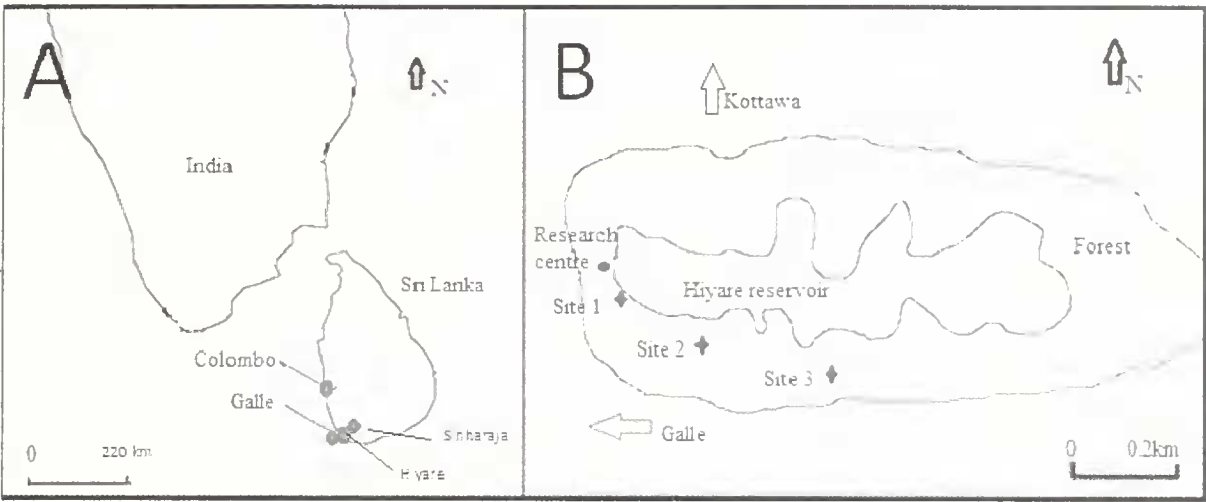 A
N
India
Sri Lanka
Colombo
Galle
Sinharaja
Hiyare
0 220 km
B
N
Kottawa
Research
centre
Forest
Hiyare reservoir
Site 1
Site 2
Site 3
Galle
0 0.2km